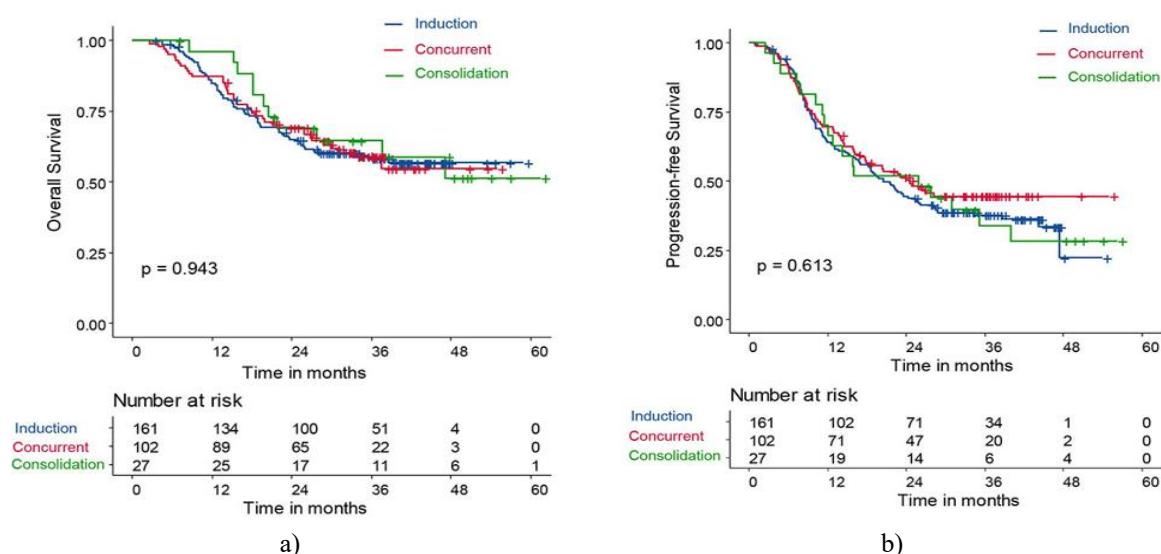 Induction
Concurrent
Consolidation
1.00
0.75
0.50
0.25
0.00
Overall Survival
p = 0.943
0 12 24 36 48 60
Time in months
Number at risk
Induction 161 134 100 51 4 0
Concurrent 102 89 65 22 3 0
Consolidation 27 25 17 11 6 1
0 12 24 36 48 60
Time in months
a)
Induction
Concurrent
Consolidation
1.00
0.75
0.50
0.25
0.00
Progression-free Survival
p = 0.613
0 12 24 36 48 60
Time in months
Number at risk
Induction 161 102 71 34 1 0
Concurrent 102 71 47 20 2 0
Consolidation 27 19 14 6 4 0
0 12 24 36 48 60
Time in months
b)